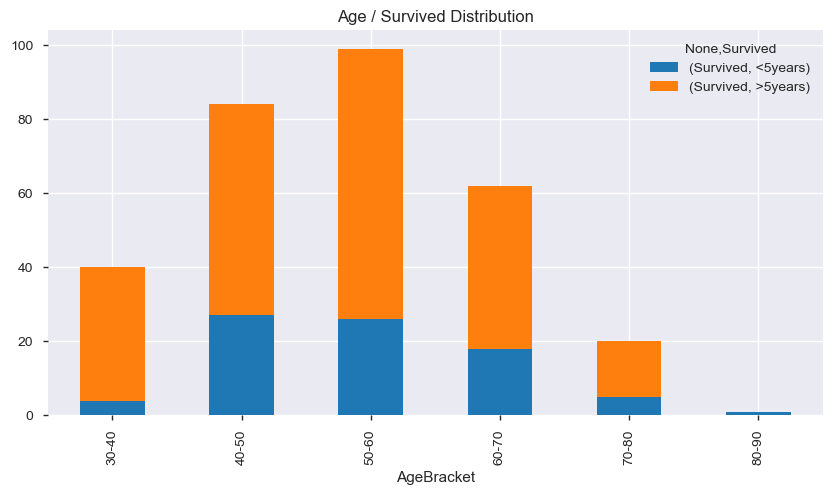 Age / Survived Distribution
None,Survived
(Survived, <5years)
(Survived, >5years)
100
80
60
40
20
0
30-40
40-50
50-60
60-70
70-80
80-90
AgeBracket